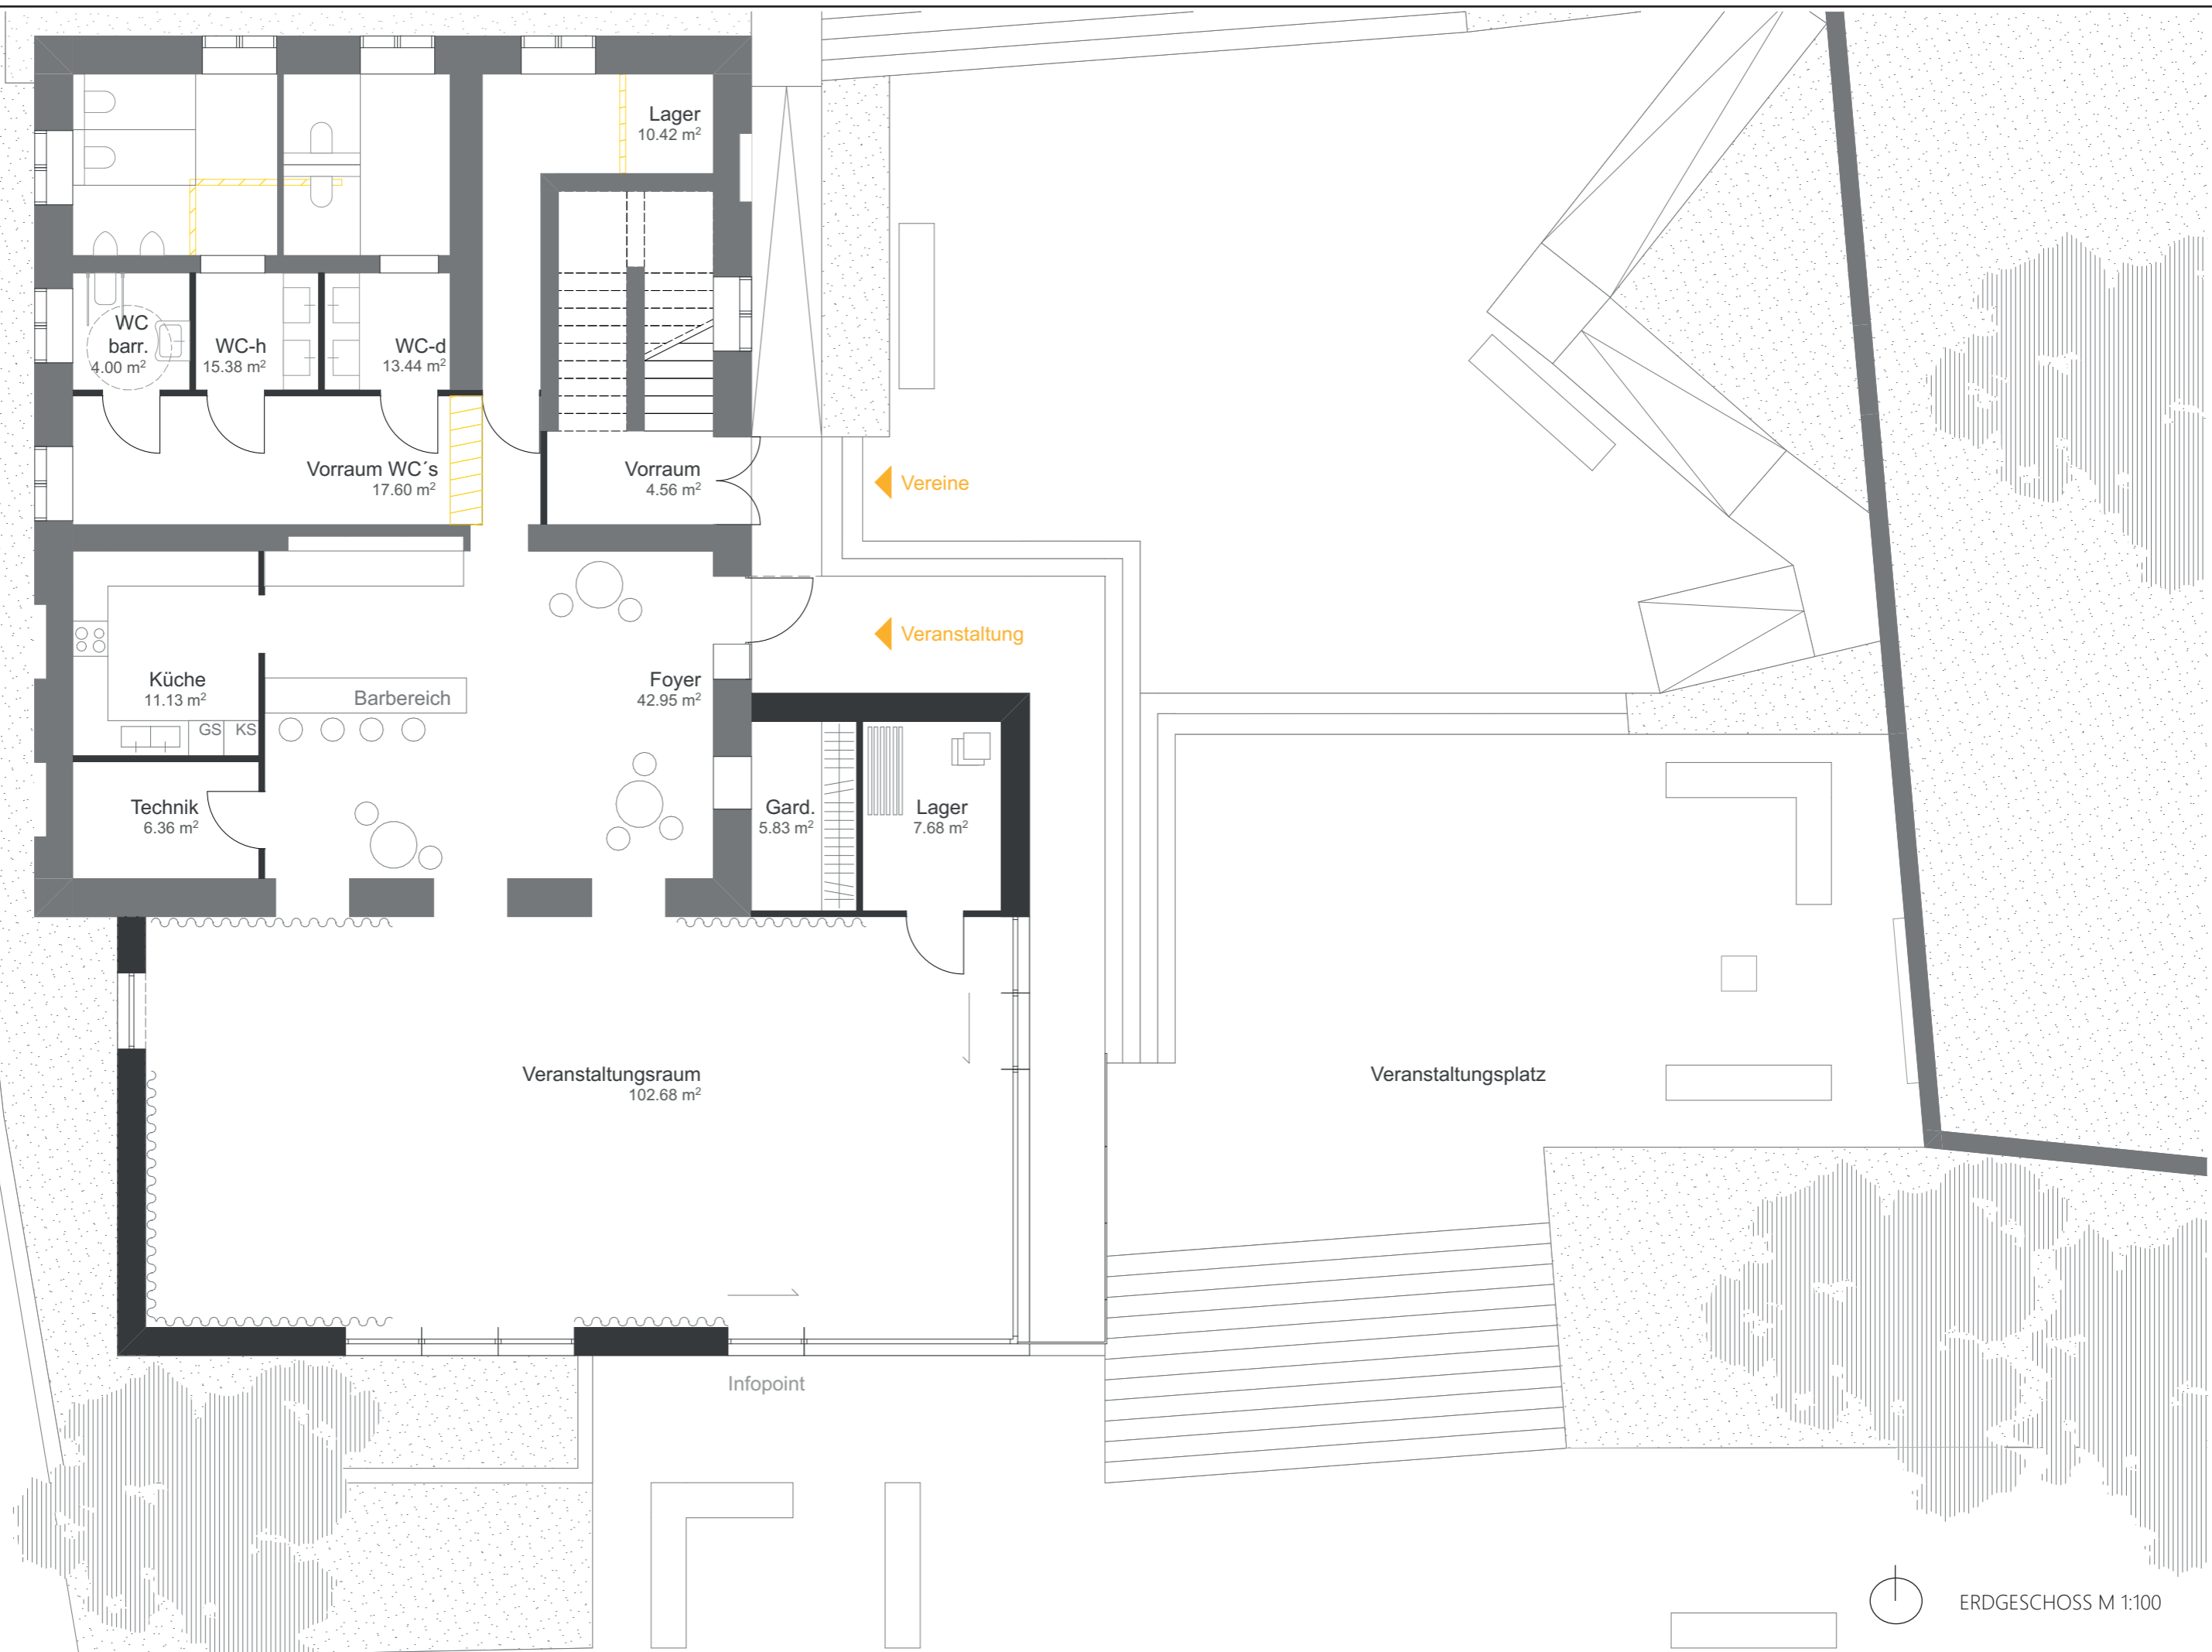 Lager
10.42 m²
WC
barr.
4.00 m²
WC-h
15.38 m²
WC-d
13.44 m²
Vorraum WC´s
17.60 m²
Vorraum
4.56 m²
Vereine
Veranstaltung
Küche
11.13 m²
Barbereich
Foyer
42.95 m²
GS KS
Technik
6.36 m²
Gard.
5.83 m²
Lager
7.68 m²
Veranstaltungsraum
102.68 m²
Veranstaltungsplatz
Infopoint
ERDGESCHOSS M 1:100